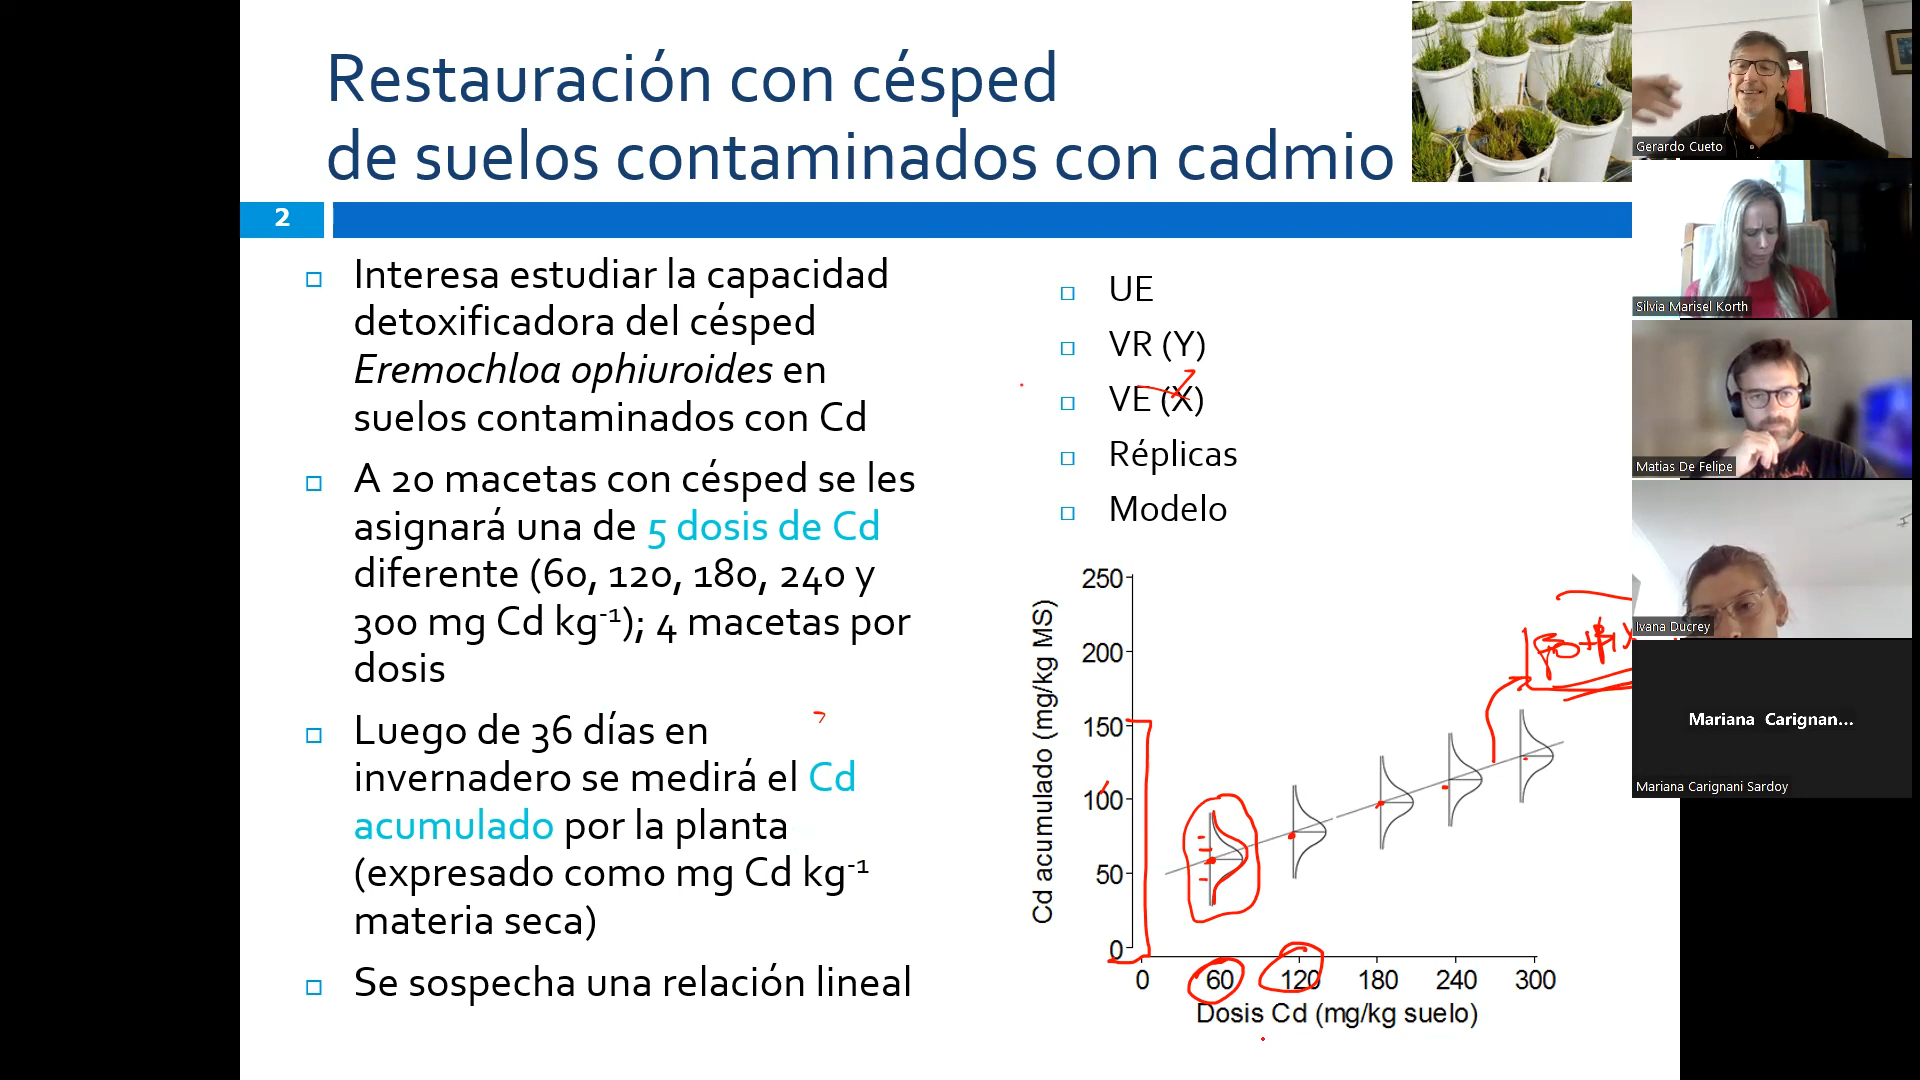 Restauración con césped
de suelos contaminados con cadmio
2
Interesa estudiar la capacidad
detoxificadora del césped
Eremochloa ophiuroides en
suelos contaminados con Cd
A 20 macetas con césped se les
asignará una de 5 dosis de Cd
diferente (60, 120, 180, 240 y
300 mg Cd kg⁻¹); 4 macetas por
dosis
Luego de 36 días en
invernadero se medirá el Cd
acumulado por la planta
(expresado como mg Cd kg⁻¹
materia seca)
Se sospecha una relación lineal
UE
VR (Y)
VE (X)
Réplicas
Modelo
Cd acumulado (mg/kg MS)
250
200
150
100
50
0
0 60 120 180 240 300
Dosis Cd (mg/kg suelo)
β0+β1X
Gerardo Cueto
Silvia Marisel Korth
Matias De Felipe
Ivana Ducrey
Mariana Carignan...
Mariana Carignani Sardoy